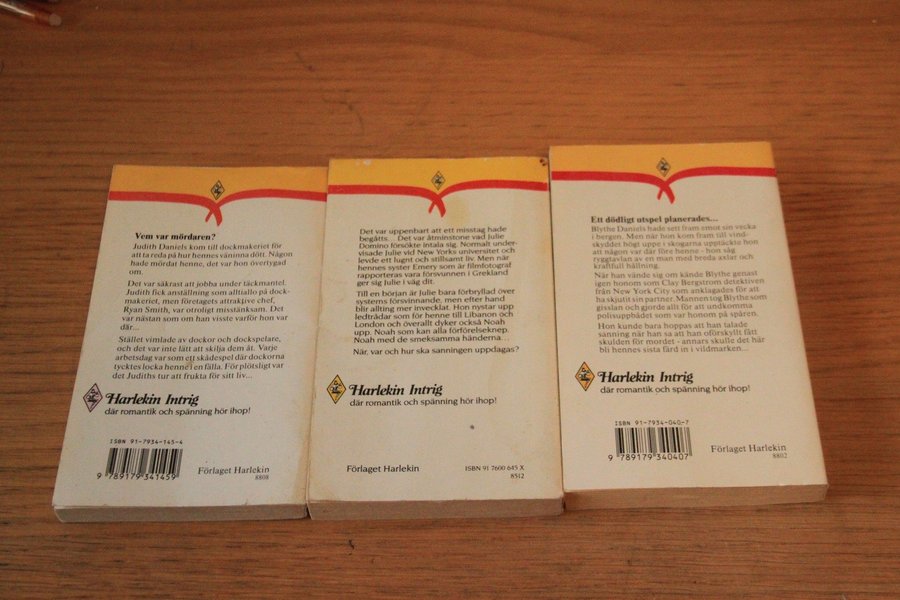 Vem var mördaren?
Judith Daniels kom till dockmakeriet för
att ta reda på hur hennes väninna dött. Någon
hade mördat henne, det var hon övertygad
om.
Det var säkrast att jobba under täckmantel.
Judith fick anställning som alltiallo på dock-
makeriet, men företagets attraktive chef,
Ryan Smith, var otroligt misstänksam. Det
var nästan som om han visste varför hon var
där...
Stället vimlade av dockor och dockspelare,
och det var inte lätt att skilja dem åt. Varje
arbetsdag var som ett skådespel där dockorna
tycktes locka henne i en fälla. För plötsligt var
det Judiths tur att frukta för sitt liv...
Harlekin Intrig
där romantik och spänning hör ihop!
ISBN 91-7934-145-4
9 789179 341459
Förlaget Harlekin
8808
Det var uppenbart att ett misstag hade
begåtts... Det var åtminstone vad Julie
Domino försökte intala sig. Normalt under-
visade Julie vid New Yorks universitet och
levde ett lugnt och stillsamt liv. Men när
hennes syster Emery som är filmfotograf
rapporteras vara försvunnen i Grekland
ger sig Julie i väg dit.
Till en början är Julie bara förbryllad över
systems försvinnande, men efter hand
blir allting mer invecklat. Hon nystar upp
ledtrådar som för henne till Libanon och
London och överallt dyker också Noah
upp. Noah som kan alla förförelseknep.
Noah med de smeksamma händerna...
När, var och hur ska sanningen uppdagas?
Harlekin Intrig
där romantik och spänning hör ihop!
Förlaget Harlekin
ISBN 91 7600 645 X
8512
Ett dödligt utspel planerades...
Blythe Daniels hade sett fram emot sin vecka
i bergen. Men när hon kom fram till vind-
skyddet högt uppe i skogarna upptäckte hon
att någon var där före henne - hon såg
ryggtavlan av en man med breda axlar och
kraftfull hållning.
När han vände sig om kände Blythe genast
igen honom som Clay Bergstrom detektiven
från New York City som anklagades för att
ha skjutit sin partner. Mannen tog Blythe som
gisslan och gjorde allt för att undkomma
polisuppbådet som var honom på spåren.
Hon kunde bara hoppas att han talade
sanning när han sa att han oförskyllt fått
skulden för mordet - annars skulle det här
bli hennes sista färd in i vildmarken...
Harlekin Intrig
där romantik och spänning hör ihop!
ISBN 91-7934-040-7
9 789179 340407
Förlaget Harlekin
8802